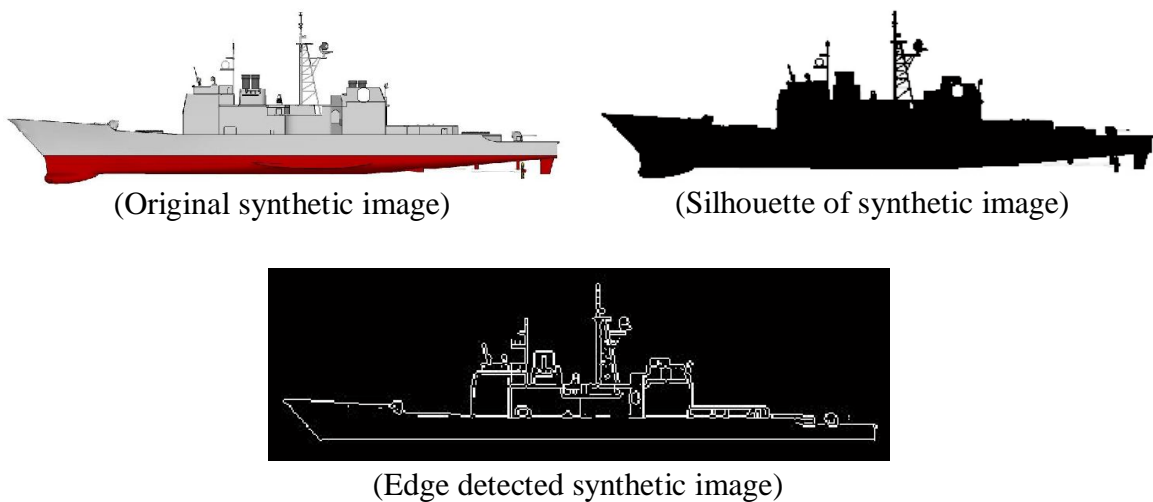 (Original synthetic image)
(Silhouette of synthetic image)
(Edge detected synthetic image)